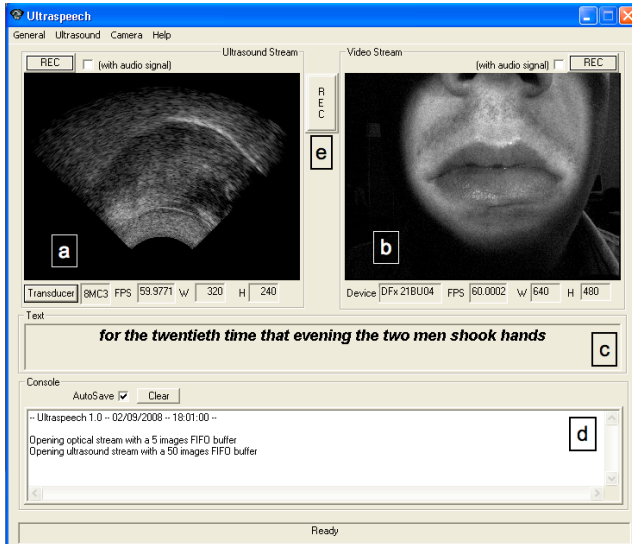 Ultraspeech
General Ultrasound Camera Help
Ultrasound Stream
REC (with audio signal)
a
Transducer 8MC3 FPS 59.9771 W 320 H 240
R
E
C
e
Video Stream
(with audio signal) REC
b
Device DFx 21BU04 FPS 60.0002 W 640 H 480
Text
for the twentieth time that evening the two men shook hands
c
Console
AutoSave Clear
-- Ultraspeech 1.0 -- 02/09/2008 -- 18:01:00 --
Opening optical stream with a 5 images FIFO buffer
Opening ultrasound stream with a 50 images FIFO buffer
d
Ready